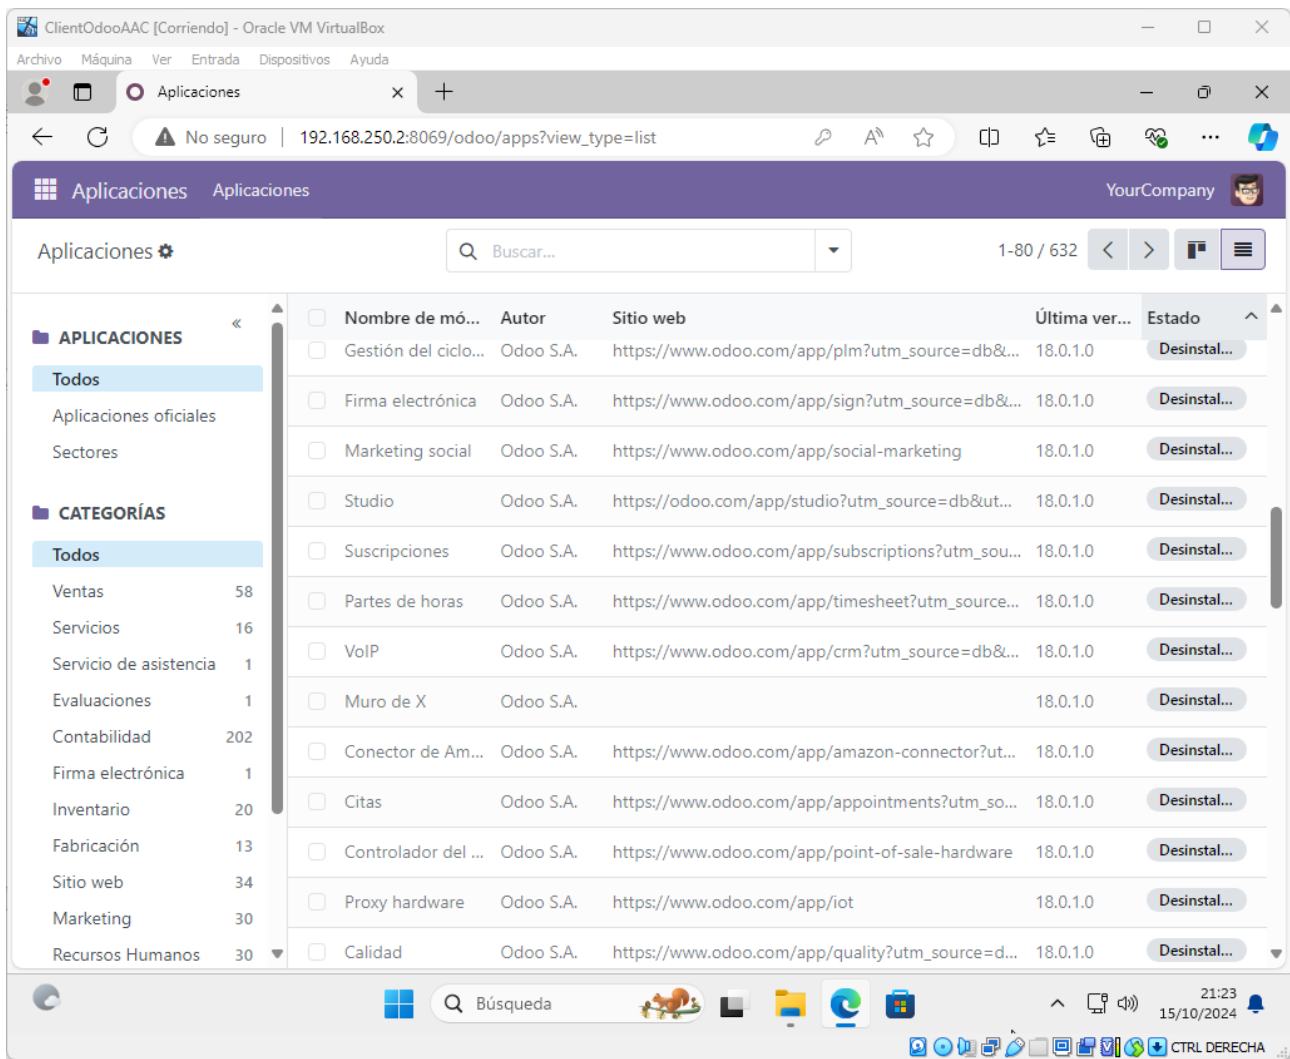 ClientOdooAAC [Corriendo] - Oracle VM VirtualBox
Archivo Máquina Ver Entrada Dispositivos Ayuda
Aplicaciones
No seguro 192.168.250.2:8069/odoo/apps?view_type=list
Aplicaciones Aplicaciones YourCompany
Aplicaciones Buscar... 1-80 / 632
APLICACIONES
Todos
Aplicaciones oficiales
Sectores
CATEGORÍAS
Todos
Ventas 58
Servicios 16
Servicio de asistencia 1
Evaluaciones 1
Contabilidad 202
Firma electrónica 1
Inventario 20
Fabricación 13
Sitio web 34
Marketing 30
Recursos Humanos 30
Nombre de mó... Autor Sitio web Última ver... Estado
Gestión del ciclo... Odoo S.A. https://www.odoo.com/app/plm?utm_source=db&... 18.0.1.0 Desinstal...
Firma electrónica Odoo S.A. https://www.odoo.com/app/sign?utm_source=db&... 18.0.1.0 Desinstal...
Marketing social Odoo S.A. https://www.odoo.com/app/social-marketing 18.0.1.0 Desinstal...
Studio Odoo S.A. https://odoo.com/app/studio?utm_source=db&ut... 18.0.1.0 Desinstal...
Suscripciones Odoo S.A. https://www.odoo.com/app/subscriptions?utm_sou... 18.0.1.0 Desinstal...
Partes de horas Odoo S.A. https://www.odoo.com/app/timesheet?utm_source... 18.0.1.0 Desinstal...
VoIP Odoo S.A. https://www.odoo.com/app/crm?utm_source=db&... 18.0.1.0 Desinstal...
Muro de X Odoo S.A. 18.0.1.0 Desinstal...
Conector de Am... Odoo S.A. https://www.odoo.com/app/amazon-connector?ut... 18.0.1.0 Desinstal...
Citas Odoo S.A. https://www.odoo.com/app/appointments?utm_so... 18.0.1.0 Desinstal...
Controlador del ... Odoo S.A. https://www.odoo.com/app/point-of-sale-hardware 18.0.1.0 Desinstal...
Proxy hardware Odoo S.A. https://www.odoo.com/app/iot 18.0.1.0 Desinstal...
Calidad Odoo S.A. https://www.odoo.com/app/quality?utm_source=d... 18.0.1.0 Desinstal...
Búsqueda
21:23
15/10/2024
CTRL DERECHA